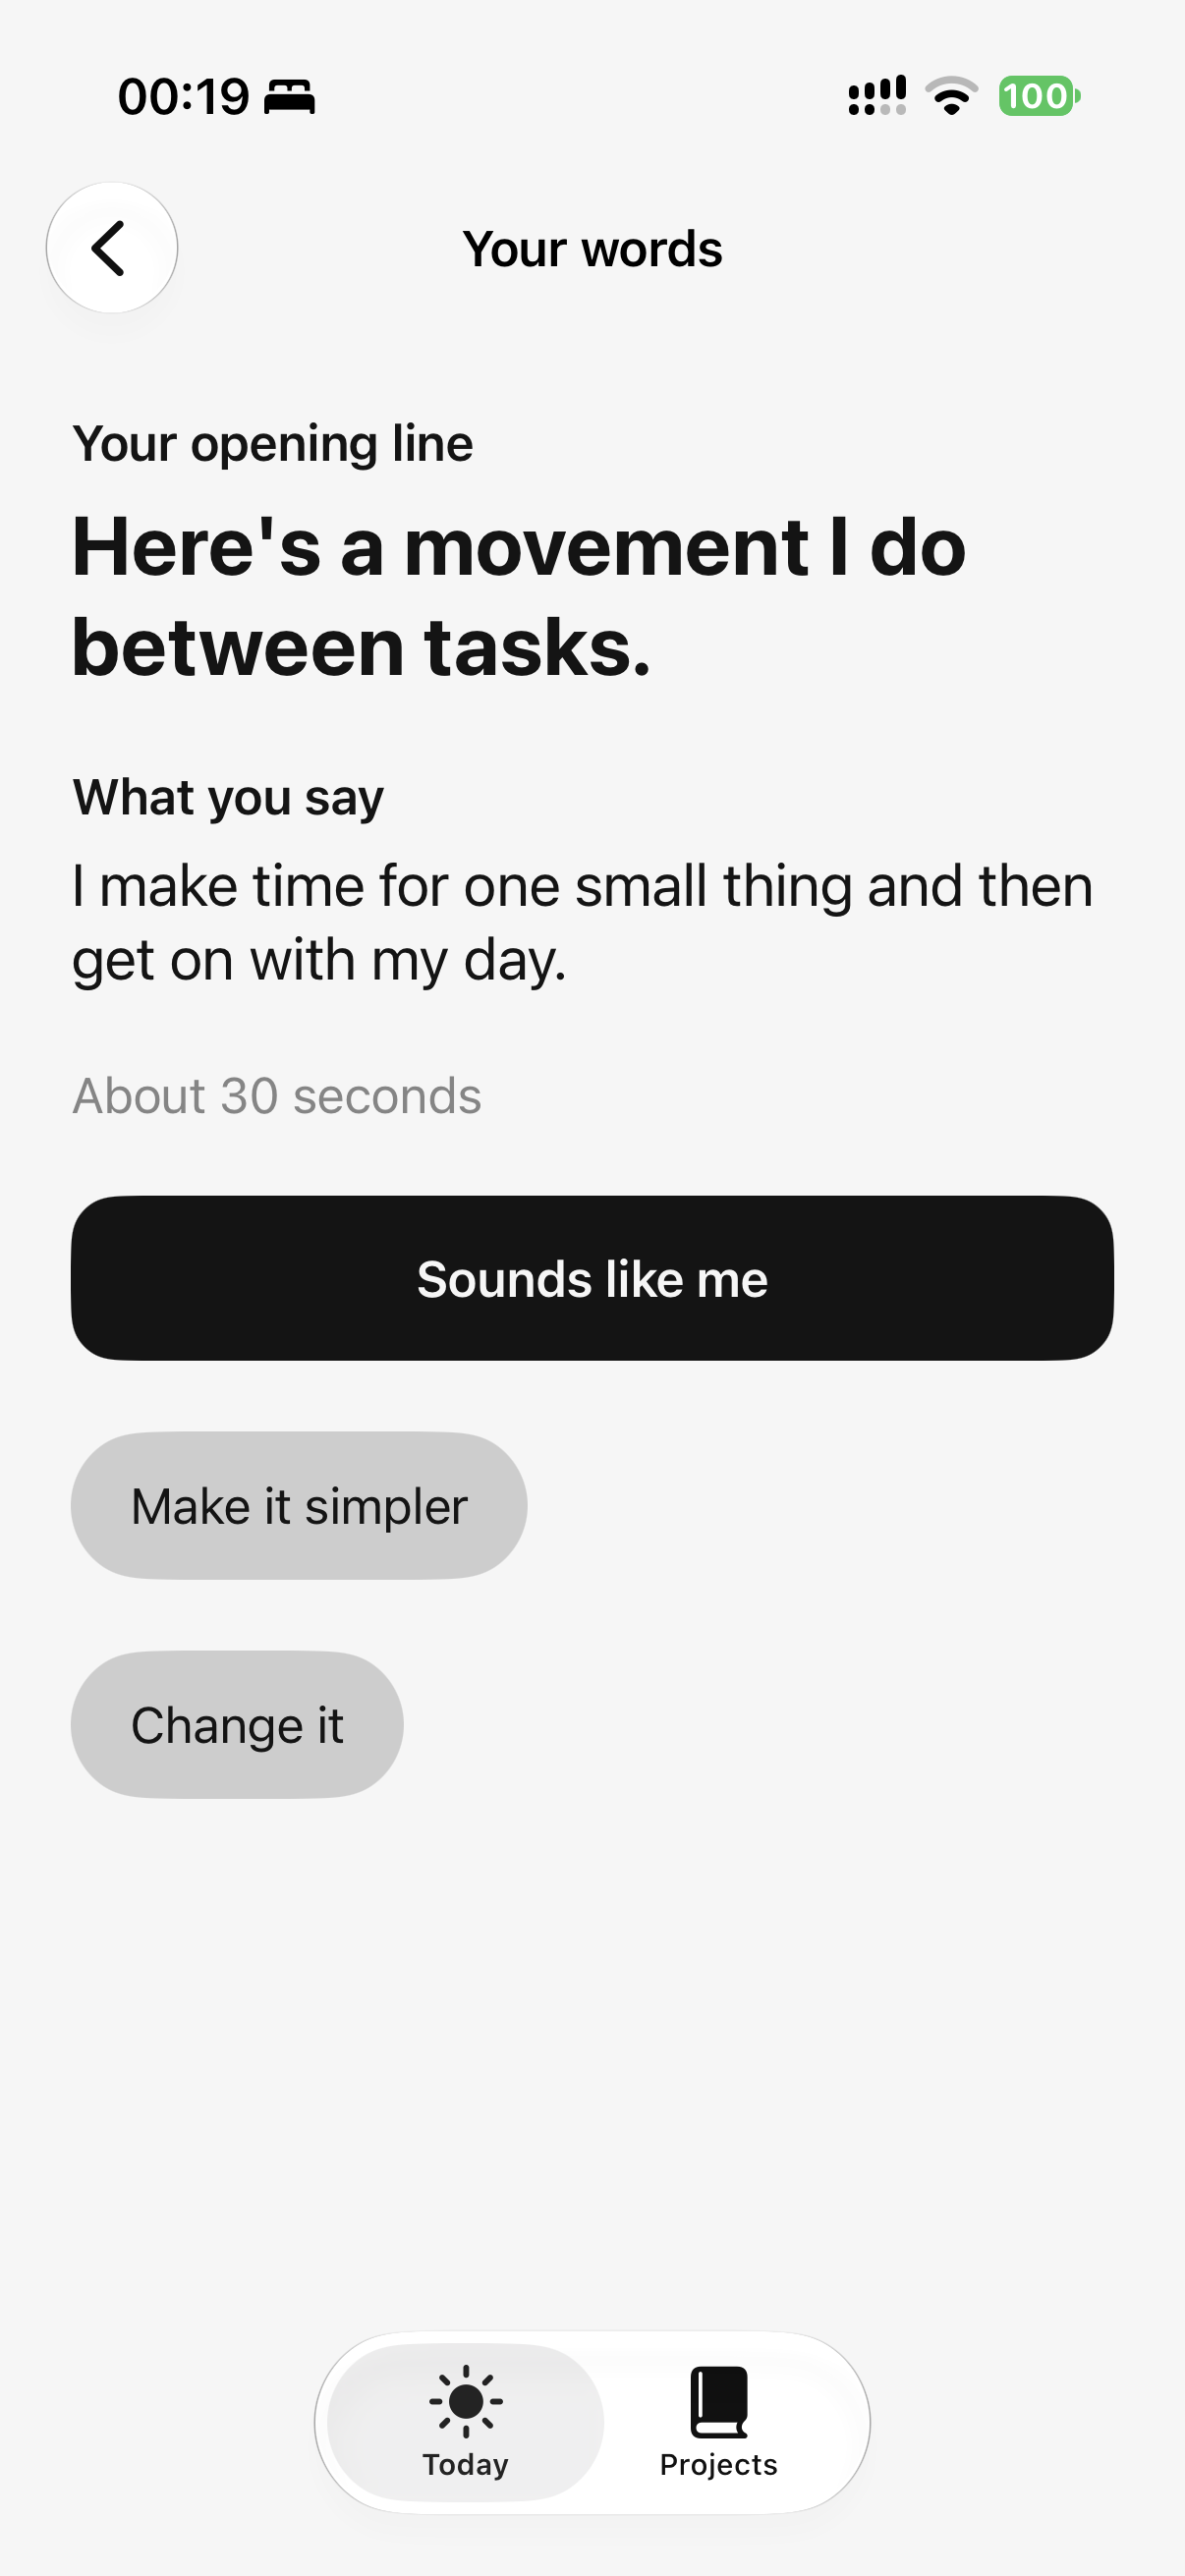 00:19
100
Your words
Your opening line
Here's a movement I do
between tasks.
What you say
I make time for one small thing and then
get on with my day.
About 30 seconds
Sounds like me
Make it simpler
Change it
Today
Projects